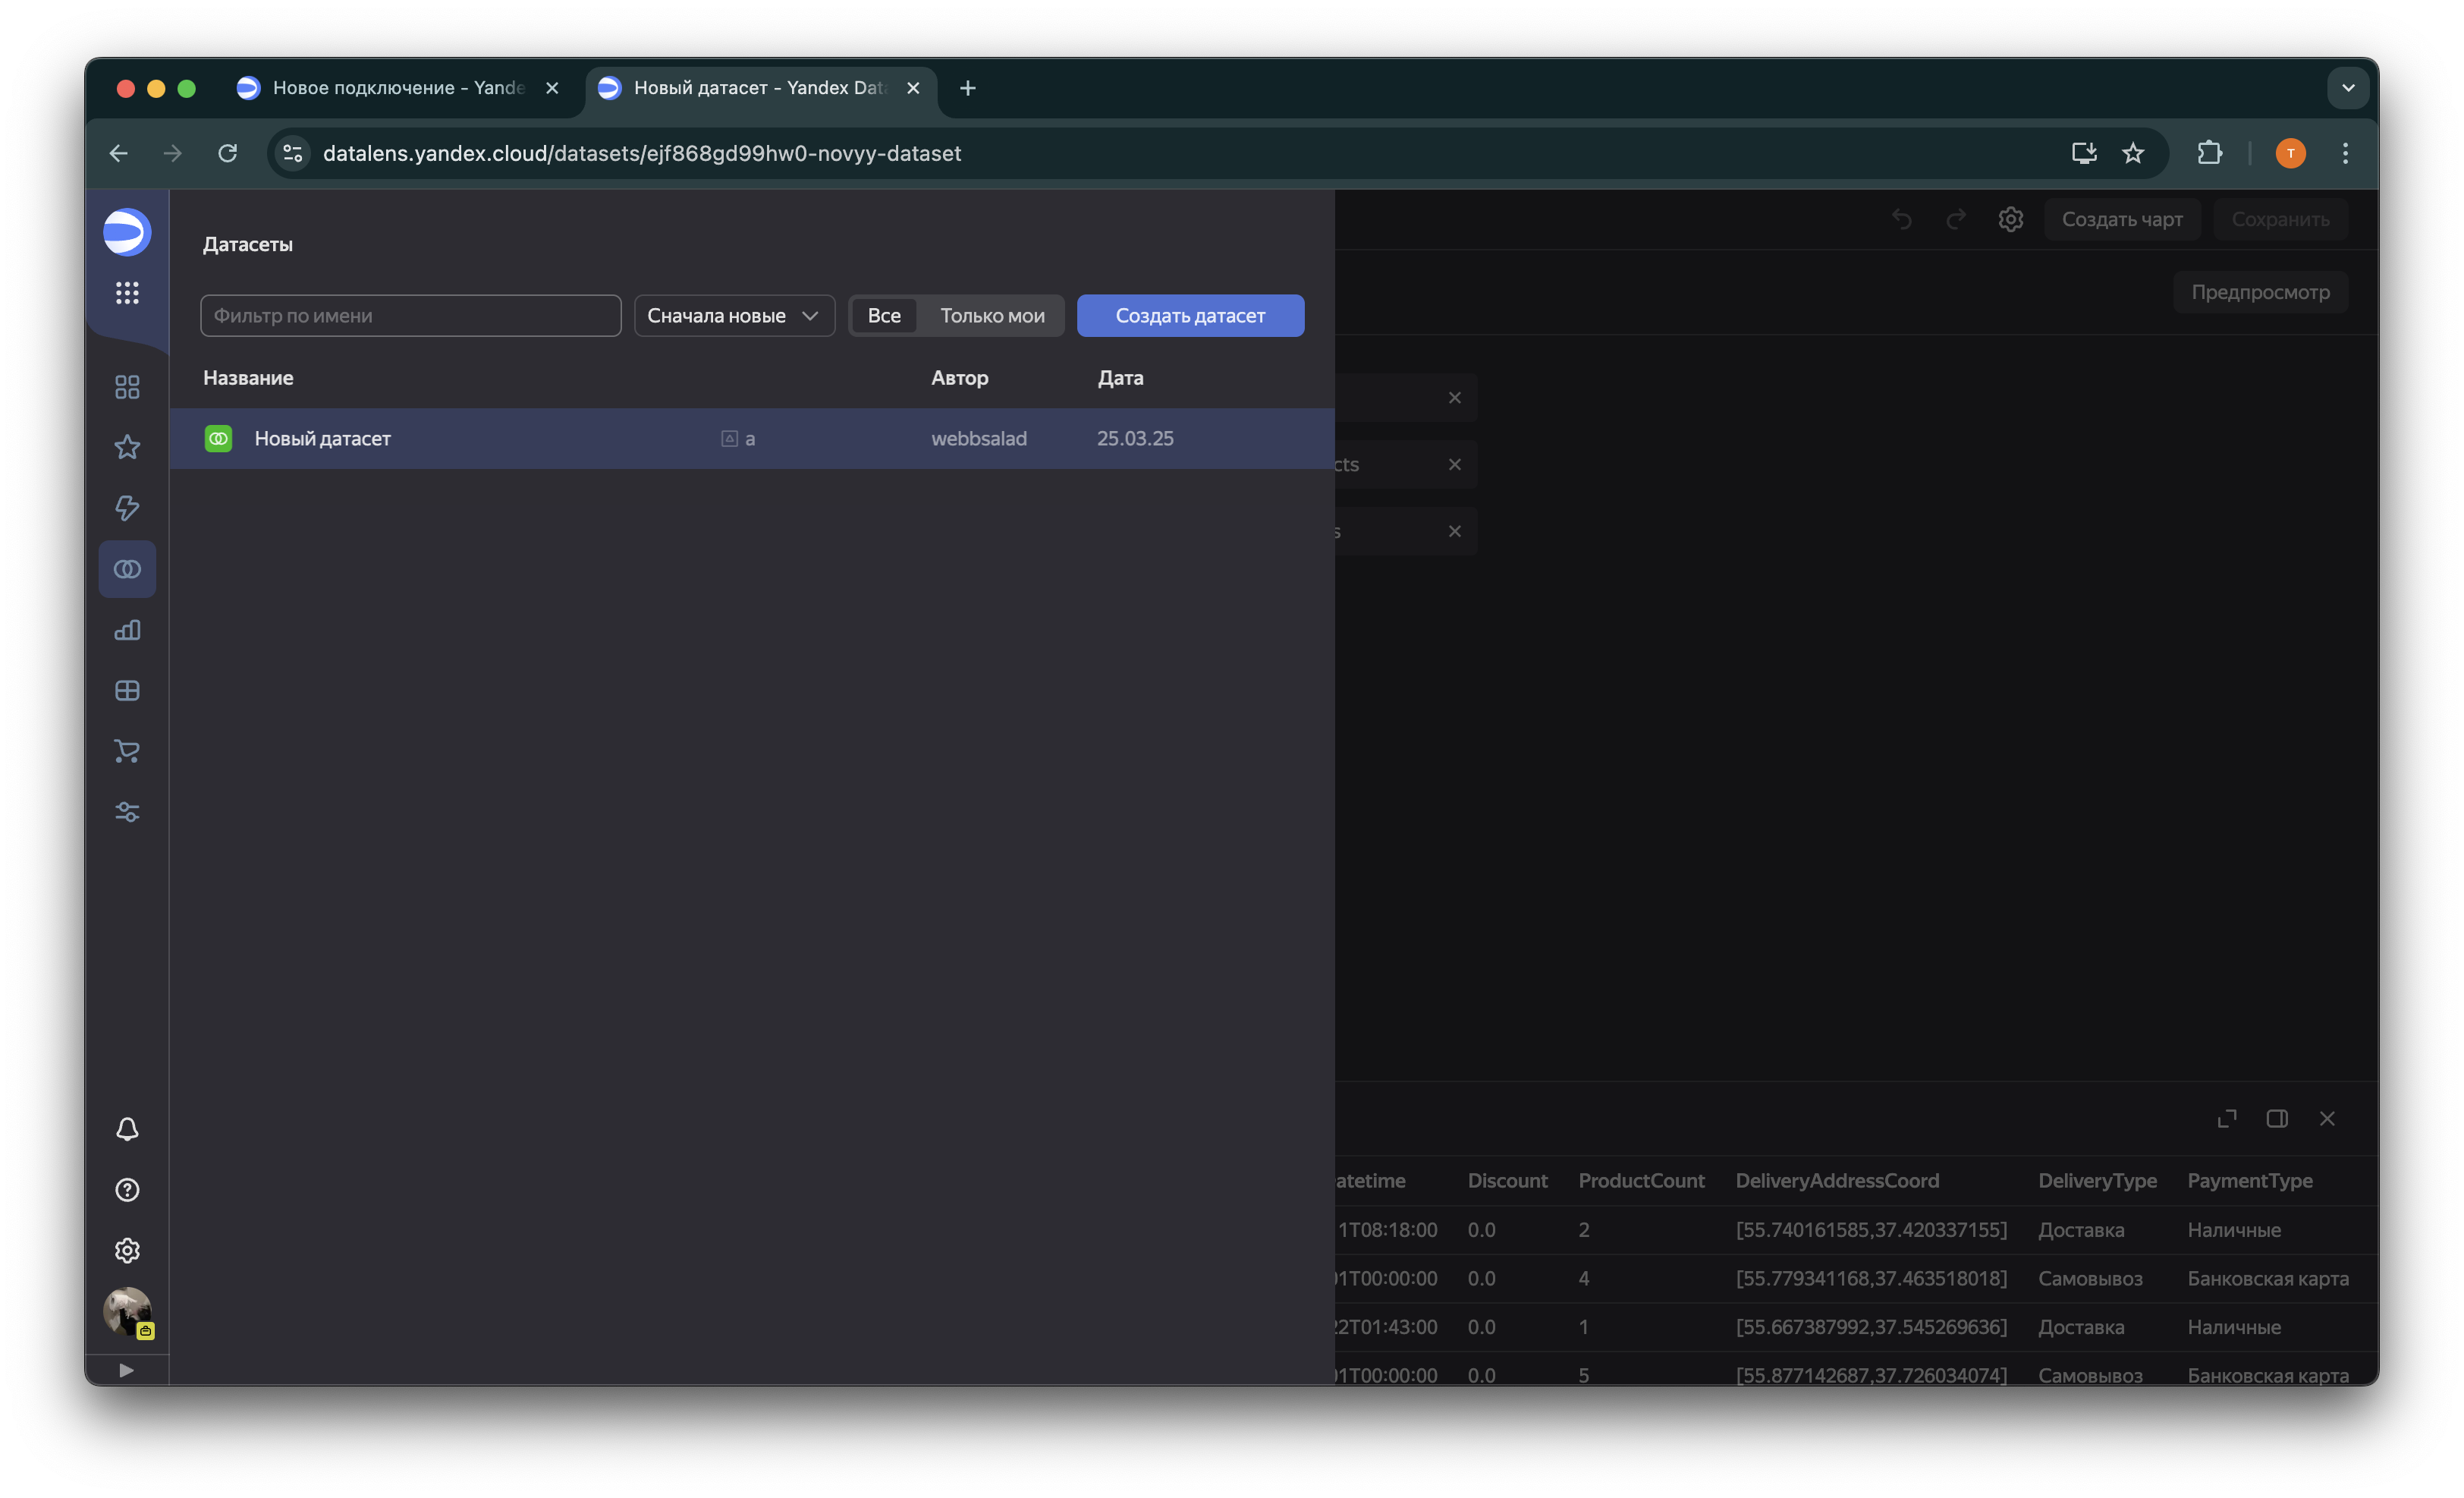 Новое подключение - Yande
Новый датасет - Yandex Data
datalens.yandex.cloud/datasets/ejf868gd99hw0-novyy-dataset
T
Датасеты
Создать чарт
Сохранить
Фильтр по имени
Сначала новые
Все
Только мои
Создать датасет
Предпросмотр
Название
Автор
Дата
Новый датасет
a
webbsalad
25.03.25
cts
s
atetime Discount ProductCount DeliveryAddressCoord DeliveryType PaymentType
1T08:18:00 0.0 2 [55.740161585,37.420337155] Доставка Наличные
01T00:00:00 0.0 4 [55.779341168,37.463518018] Самовывоз Банковская карта
22T01:43:00 0.0 1 [55.667387992,37.545269636] Доставка Наличные
01T00:00:00 0.0 5 [55.877142687,37.726034074] Самовывоз Банковская карта